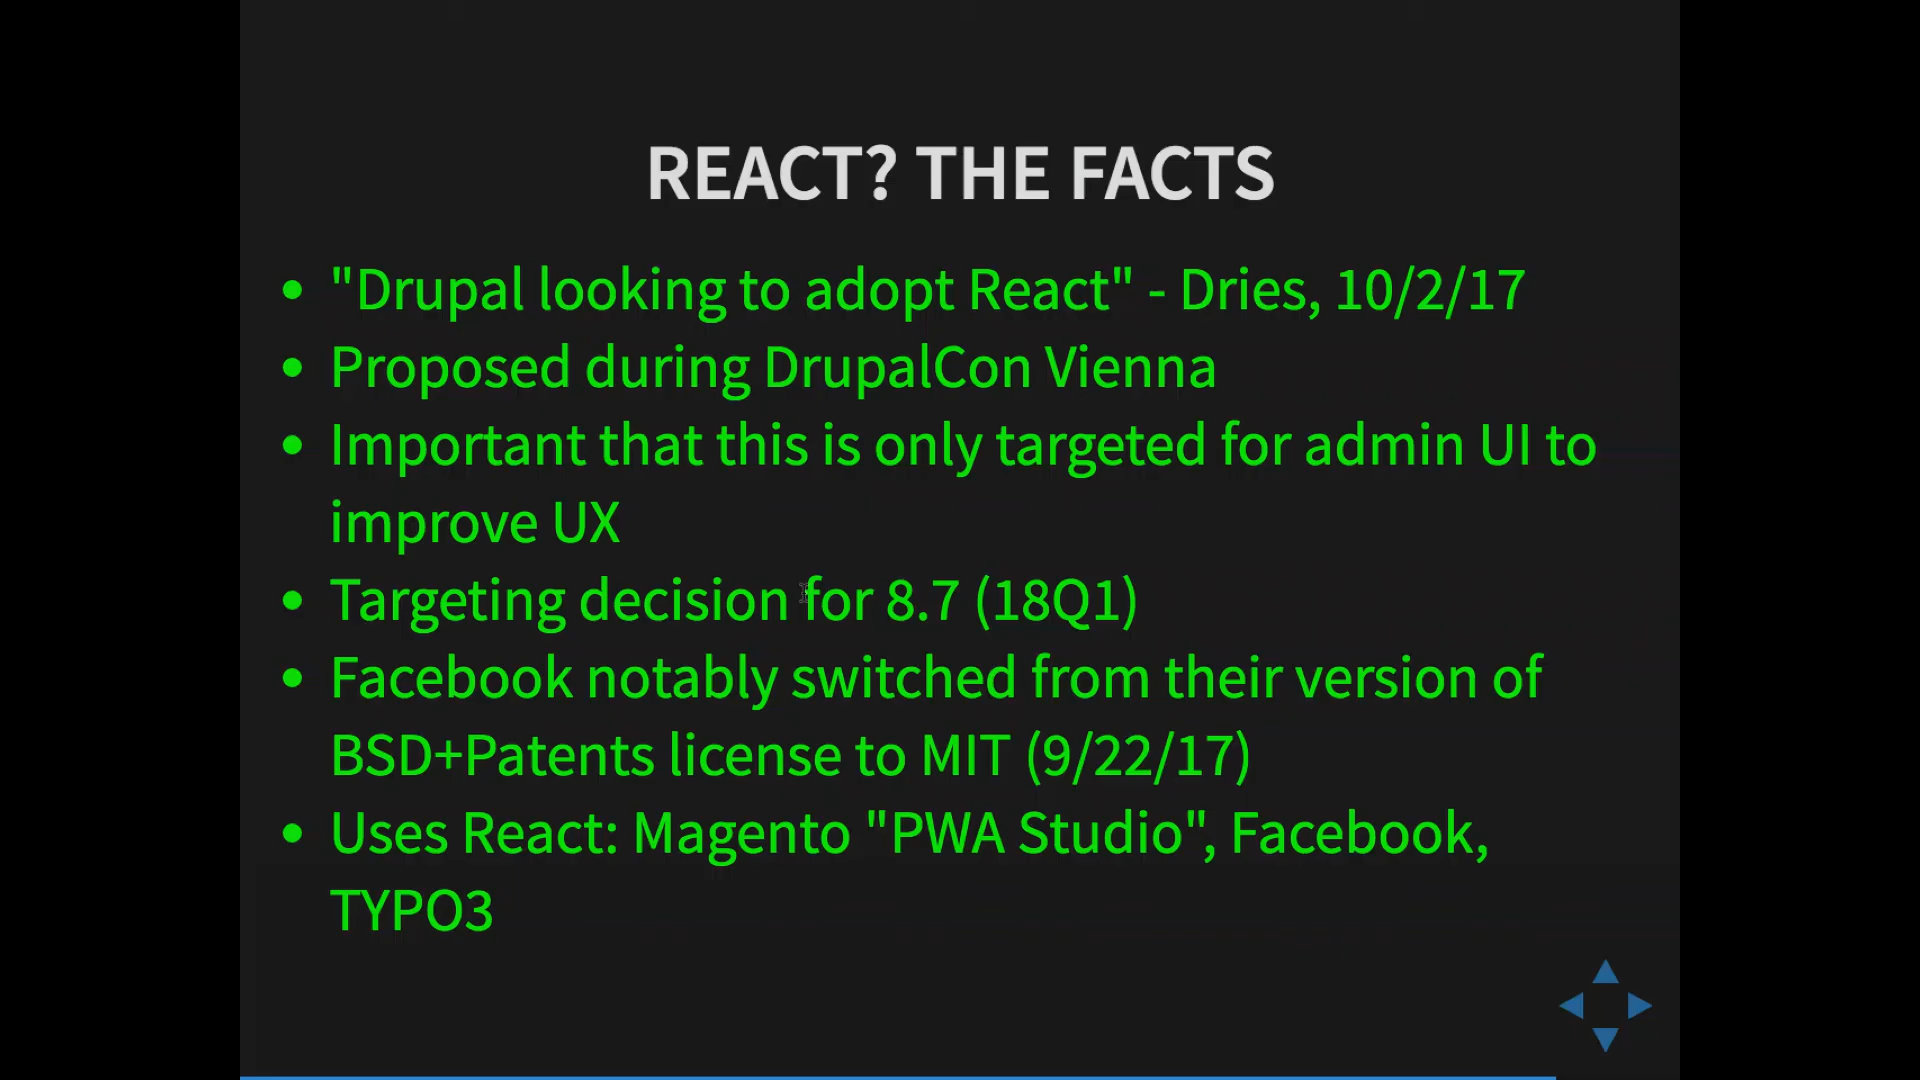 REACT? THE FACTS
"Drupal looking to adopt React" - Dries, 10/2/17
Proposed during DrupalCon Vienna
Important that this is only targeted for admin UI to
improve UX
Targeting decision for 8.7 (18Q1)
Facebook notably switched from their version of
BSD+Patents license to MIT (9/22/17)
Uses React: Magento "PWA Studio", Facebook,
TYPO3